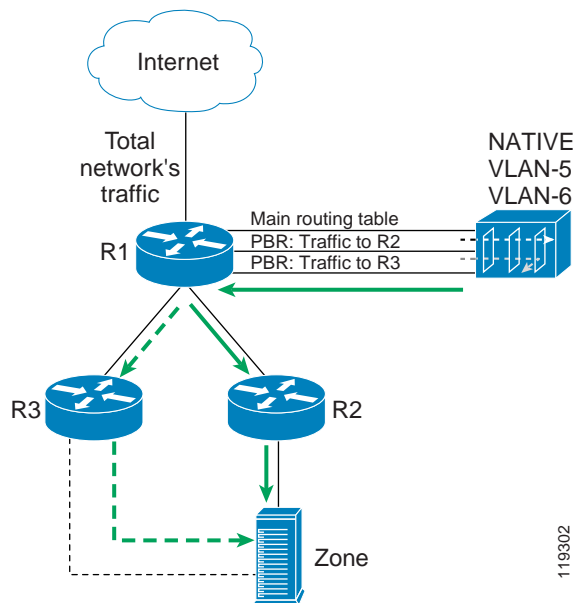 Internet
Total
network's
traffic
NATIVE
VLAN-5
VLAN-6
Main routing table
PBR: Traffic to R2
PBR: Traffic to R3
R1
R3
R2
Zone
119302